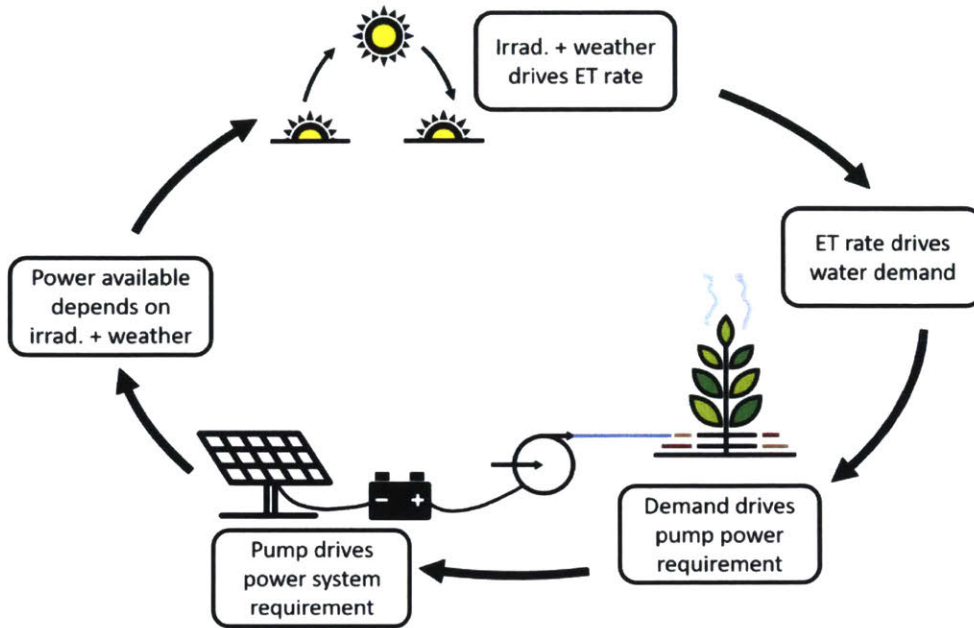 Irrad. + weather
drives ET rate
ET rate drives
water demand
Demand drives
pump power
requirement
Pump drives
power system
requirement
Power available
depends on
irrad. + weather